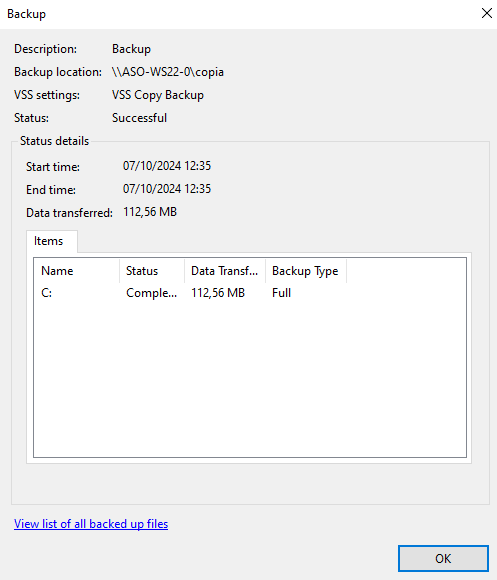 Backup
Description: Backup
Backup location: \\ASO-WS22-0\copia
VSS settings: VSS Copy Backup
Status: Successful
Status details
Start time: 07/10/2024 12:35
End time: 07/10/2024 12:35
Data transferred: 112,56 MB
Items
Name Status Data Transf... Backup Type
C: Comple... 112,56 MB Full
View list of all backed up files
OK